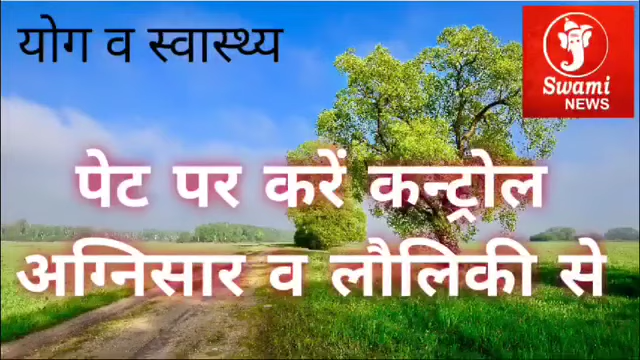 योग व स्वास्थ्य
Swami
NEWS
पेट पर करें कन्ट्रोल
अग्निसार व लौलिकी से